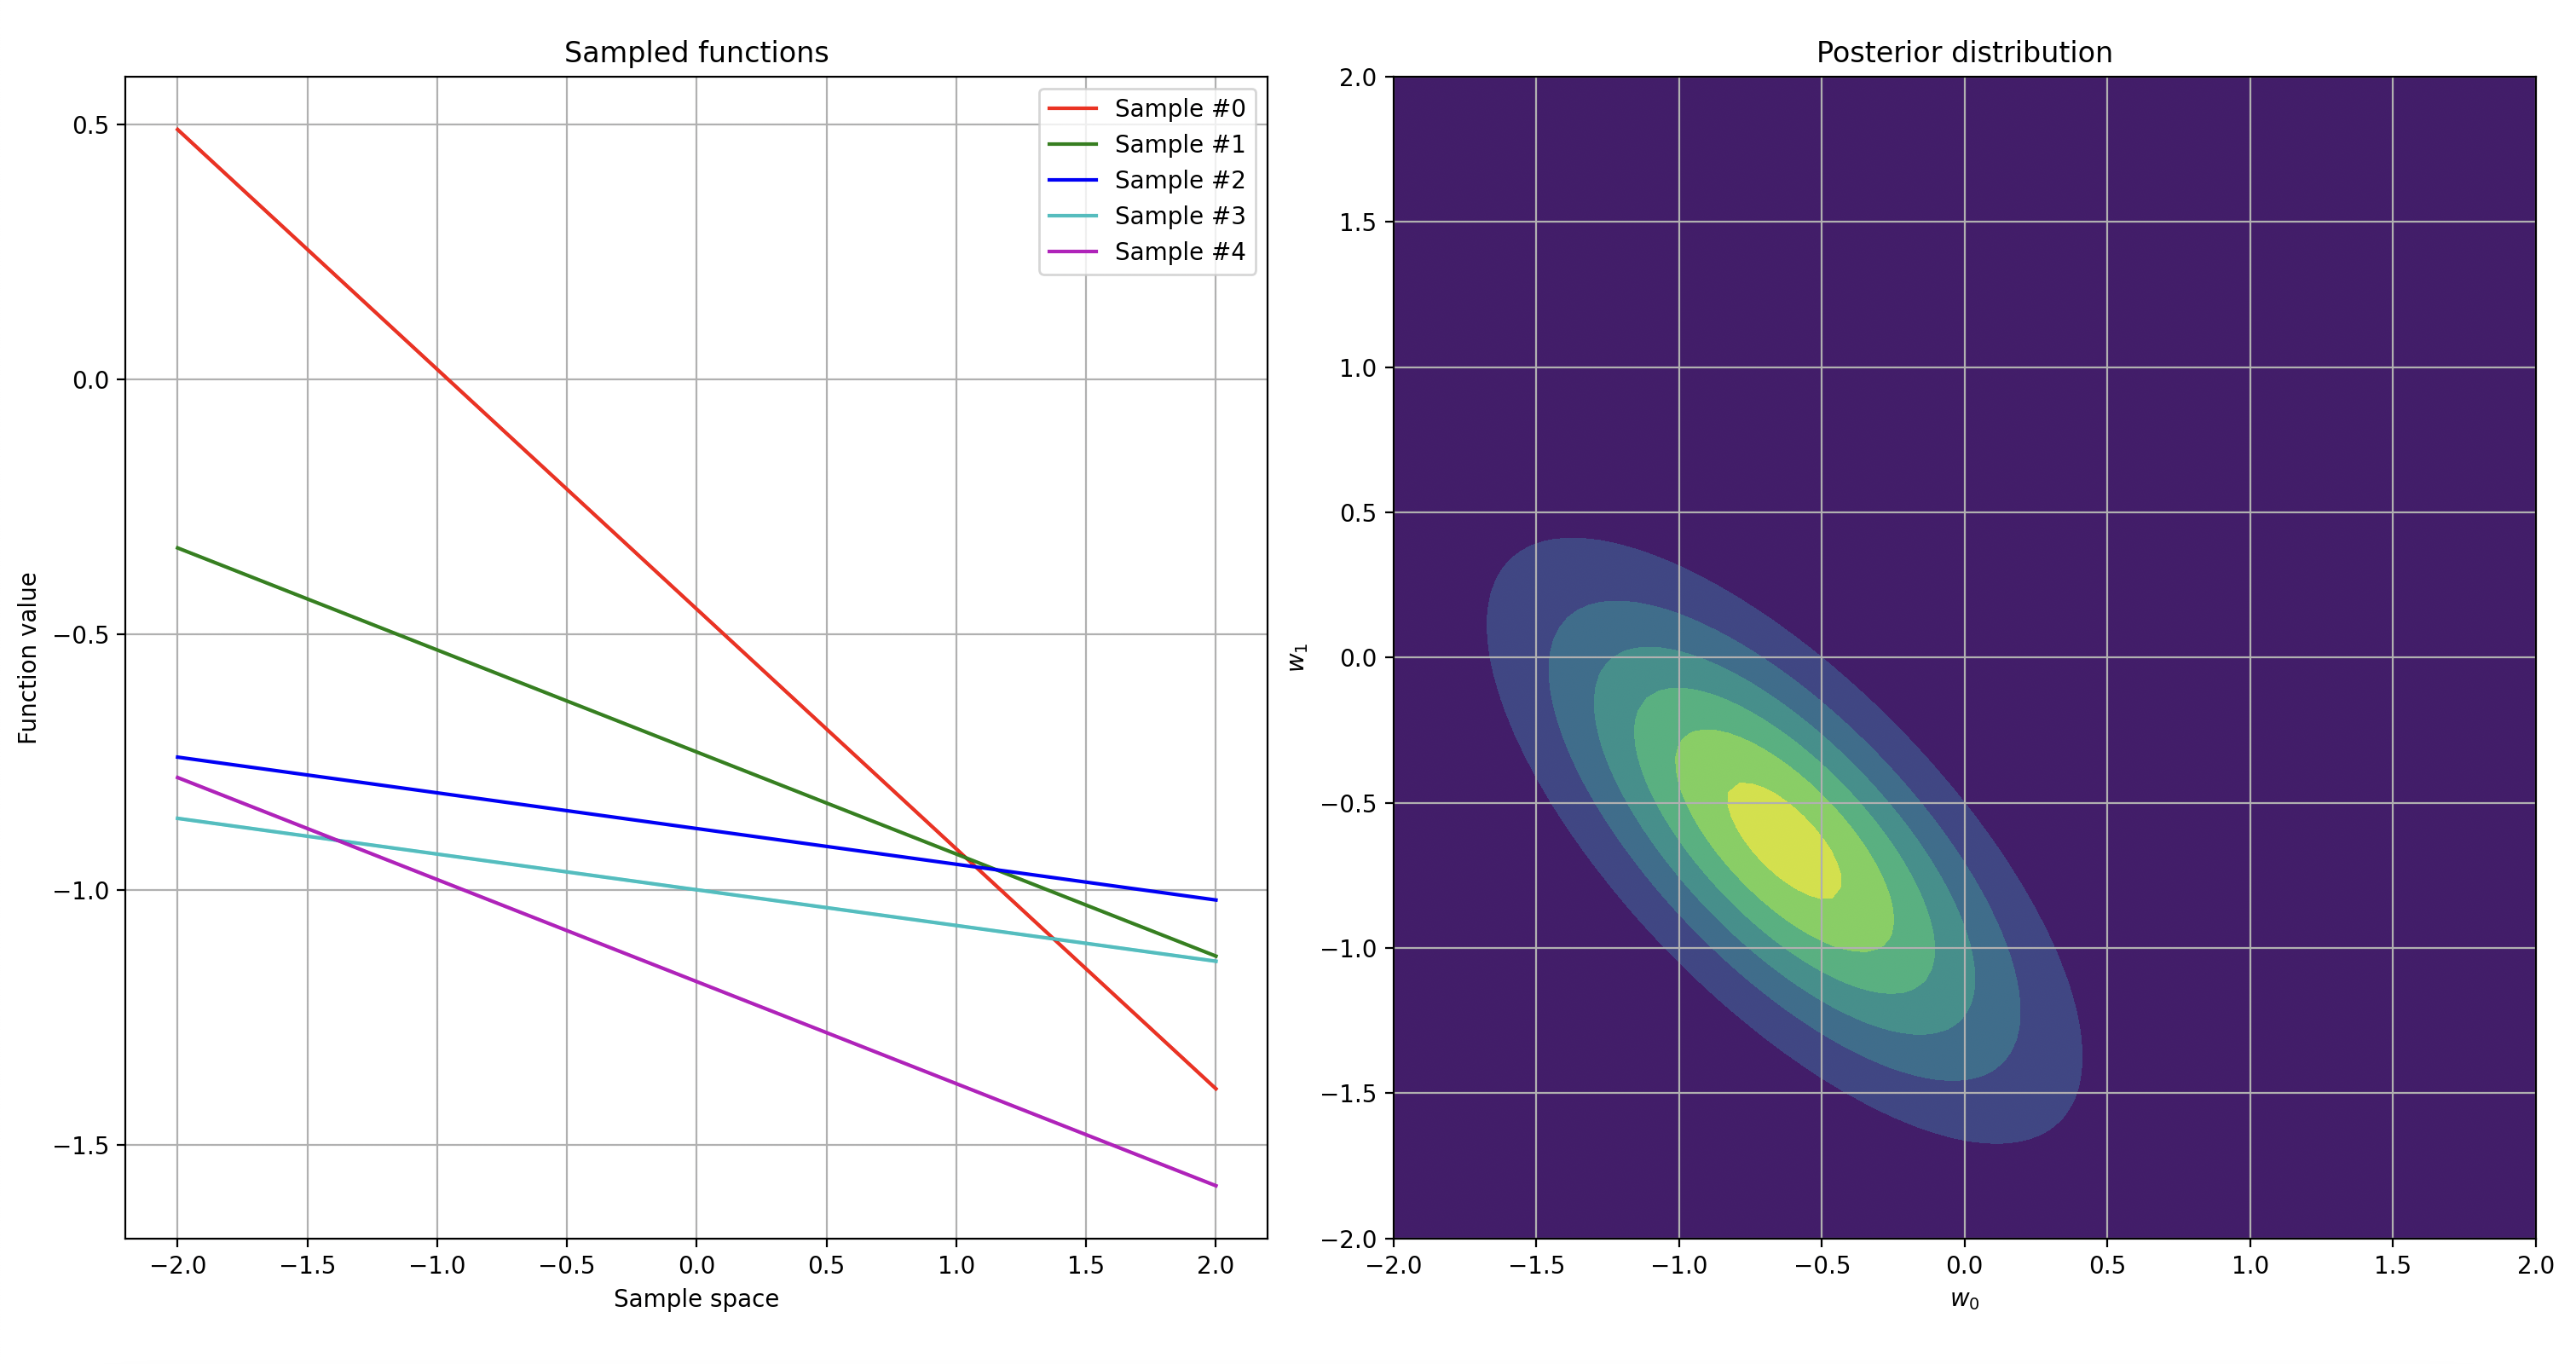 Sampled functions
Function value
0.5
0.0
−0.5
−1.0
−1.5
−2.0 −1.5 −1.0 −0.5 0.0 0.5 1.0 1.5 2.0
Sample space
Sample #0
Sample #1
Sample #2
Sample #3
Sample #4
Posterior distribution
w₁
2.0
1.5
1.0
0.5
0.0
−0.5
−1.0
−1.5
−2.0
−2.0 −1.5 −1.0 −0.5 0.0 0.5 1.0 1.5 2.0
w₀